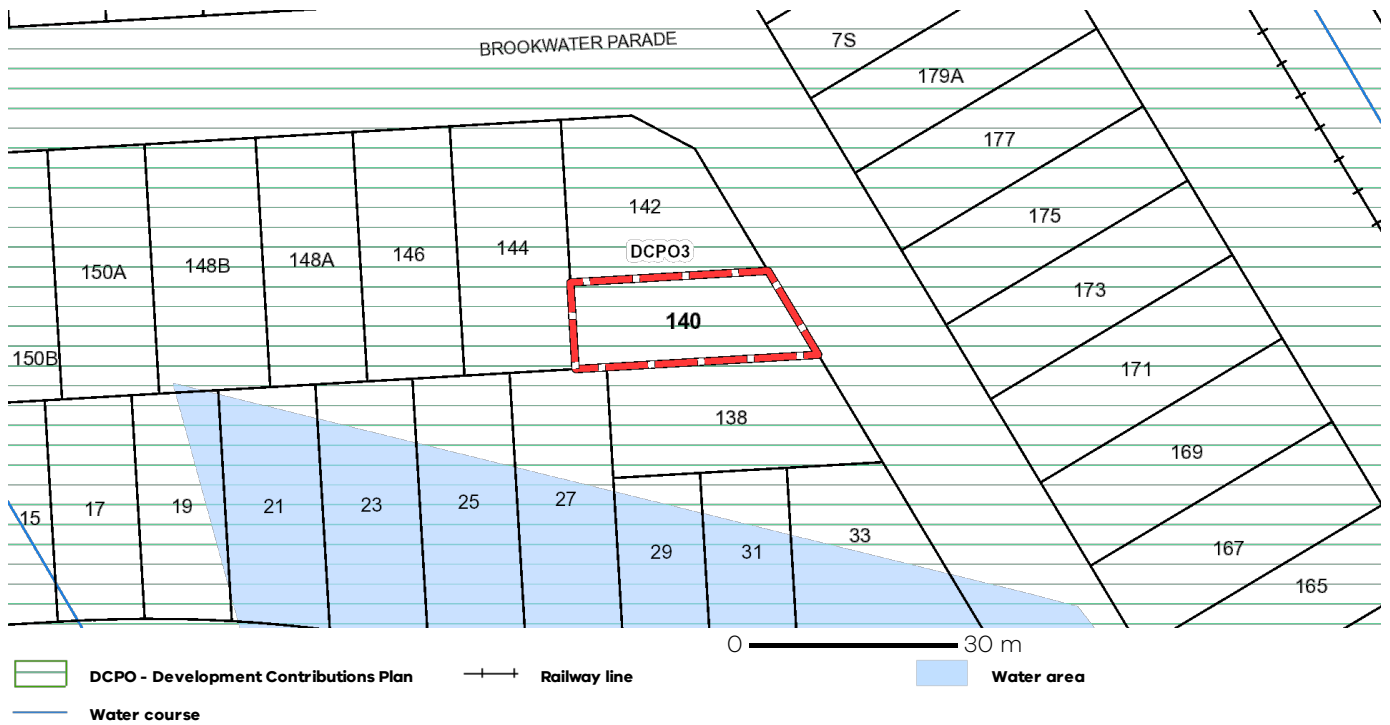 BROOKWATER PARADE
7S
179A
177
142
175
DCPO3
144
146
148A
148B
150A
173
140
150B
171
138
169
27
25
23
21
19
17
15
33
29
31
167
165
0 30 m
DCPO - Development Contributions Plan
Railway line
Water area
Water course